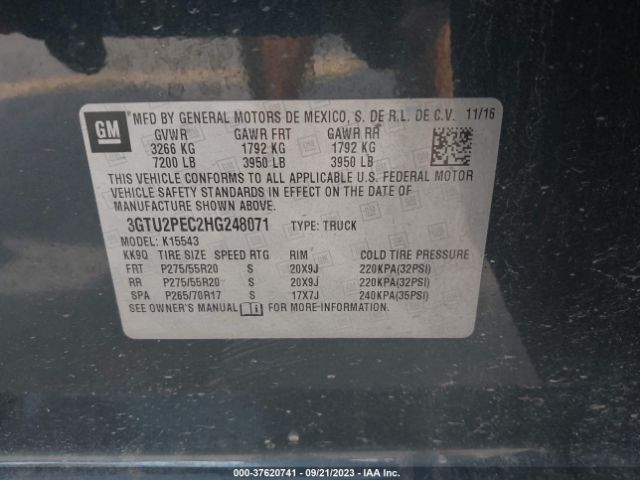 GM
MFD BY GENERAL MOTORS DE MEXICO, S. DE R.L. DE C.V. 11/16
GVWR GAWR FRT GAWR RR
3266 KG 1792 KG 1792 KG
7200 LB 3950 LB 3950 LB
THIS VEHICLE CONFORMS TO ALL APPLICABLE U.S. FEDERAL MOTOR
VEHICLE SAFETY STANDARDS IN EFFECT ON THE DATE OF
MANUFACTURE SHOWN ABOVE.
3GTU2PEC2HG248071 TYPE: TRUCK
MODEL: K15543
KK9Q TIRE SIZE SPEED RTG RIM COLD TIRE PRESSURE
FRT P275/55R20 S 20X9J 220KPA(32PSI)
RR P275/55R20 S 20X9J 220KPA(32PSI)
SPA P265/70R17 S 17X7J 240KPA(35PSI)
SEE OWNER'S MANUAL i FOR MORE INFORMATION.
000-37620741 - 09/21/2023 - IAA Inc.